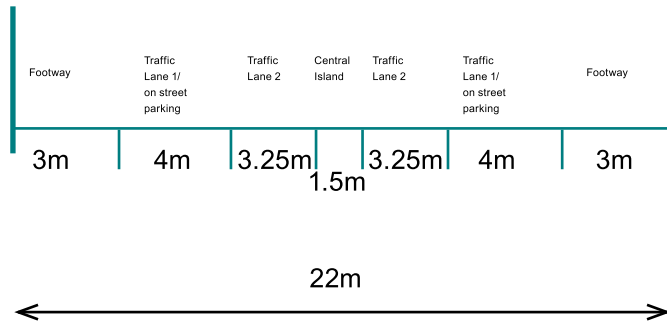 Footway
Traffic
Lane 1/
on street
parking
Traffic
Lane 2
Central
Island
Traffic
Lane 2
Traffic
Lane 1/
on street
parking
Footway
3m
4m
3.25m
1.5m
3.25m
4m
3m
22m